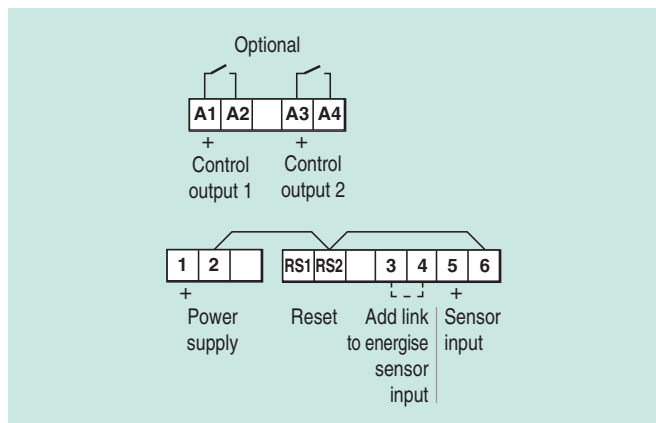 Optional
A1 A2 A3 A4
+ +
Control Control
output 1 output 2
1 2 RS1 RS2 3 4 5 6
+ +
Power Reset Add link Sensor
supply to energise input
sensor
input